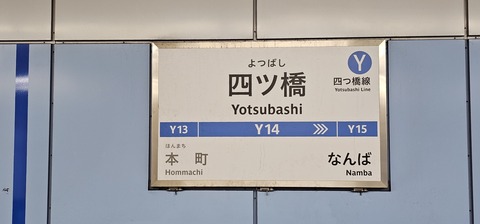 よつばし
四ツ橋
Yotsubashi
Y
四つ橋線
Yotsubashi Line
Y13 Y14 Y15
ほんまち
本町 なんば
Hommachi Namba